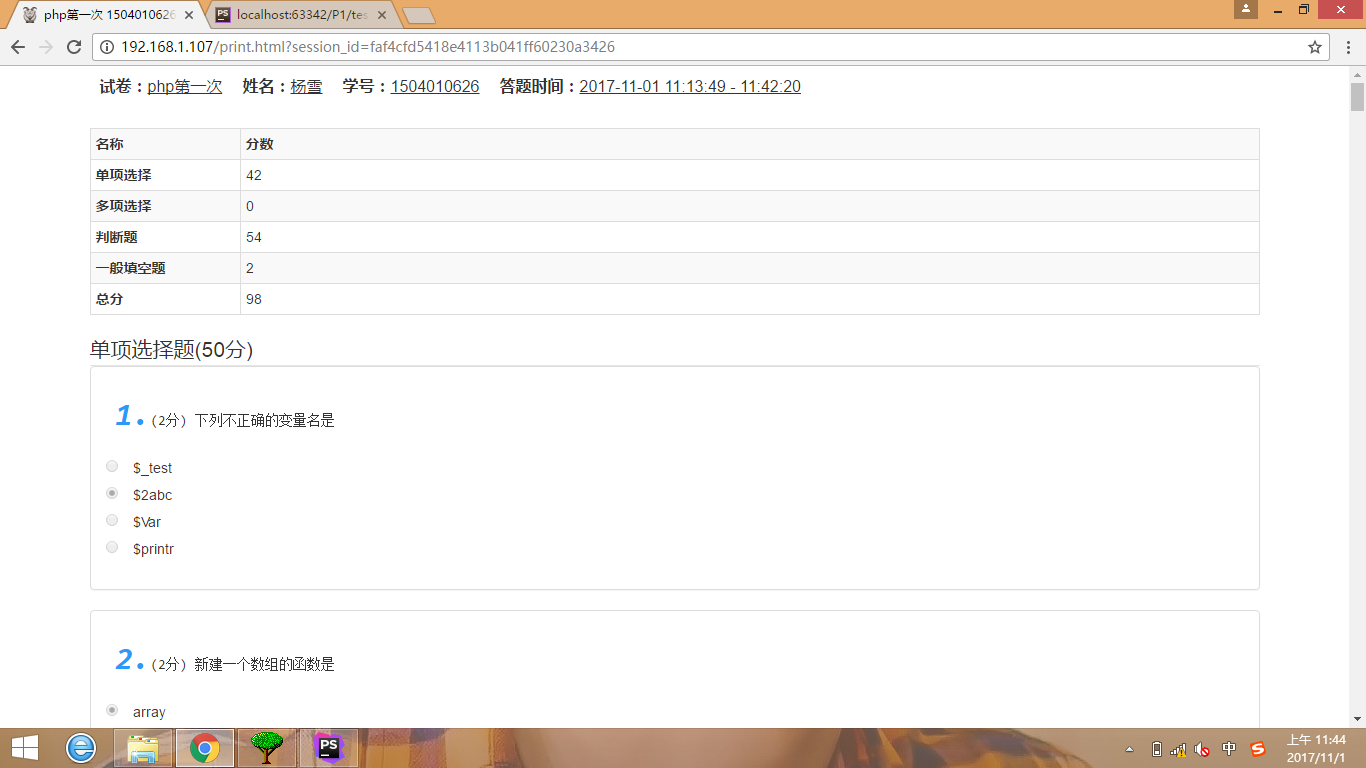 php第一次 1504010626
localhost:63342/P1/tes
192.168.1.107/print.html?session_id=faf4cfd5418e4113b041ff60230a3426
试卷：php第一次 姓名：杨雪 学号：1504010626 答题时间：2017-11-01 11:13:49 - 11:42:20
名称 分数
单项选择 42
多项选择 0
判断题 54
一般填空题 2
总分 98
单项选择题(50分)
1.（2分）下列不正确的变量名是
$_test
$2abc
$Var
$printr
2.（2分）新建一个数组的函数是
array
中
上午 11:44
2017/11/1